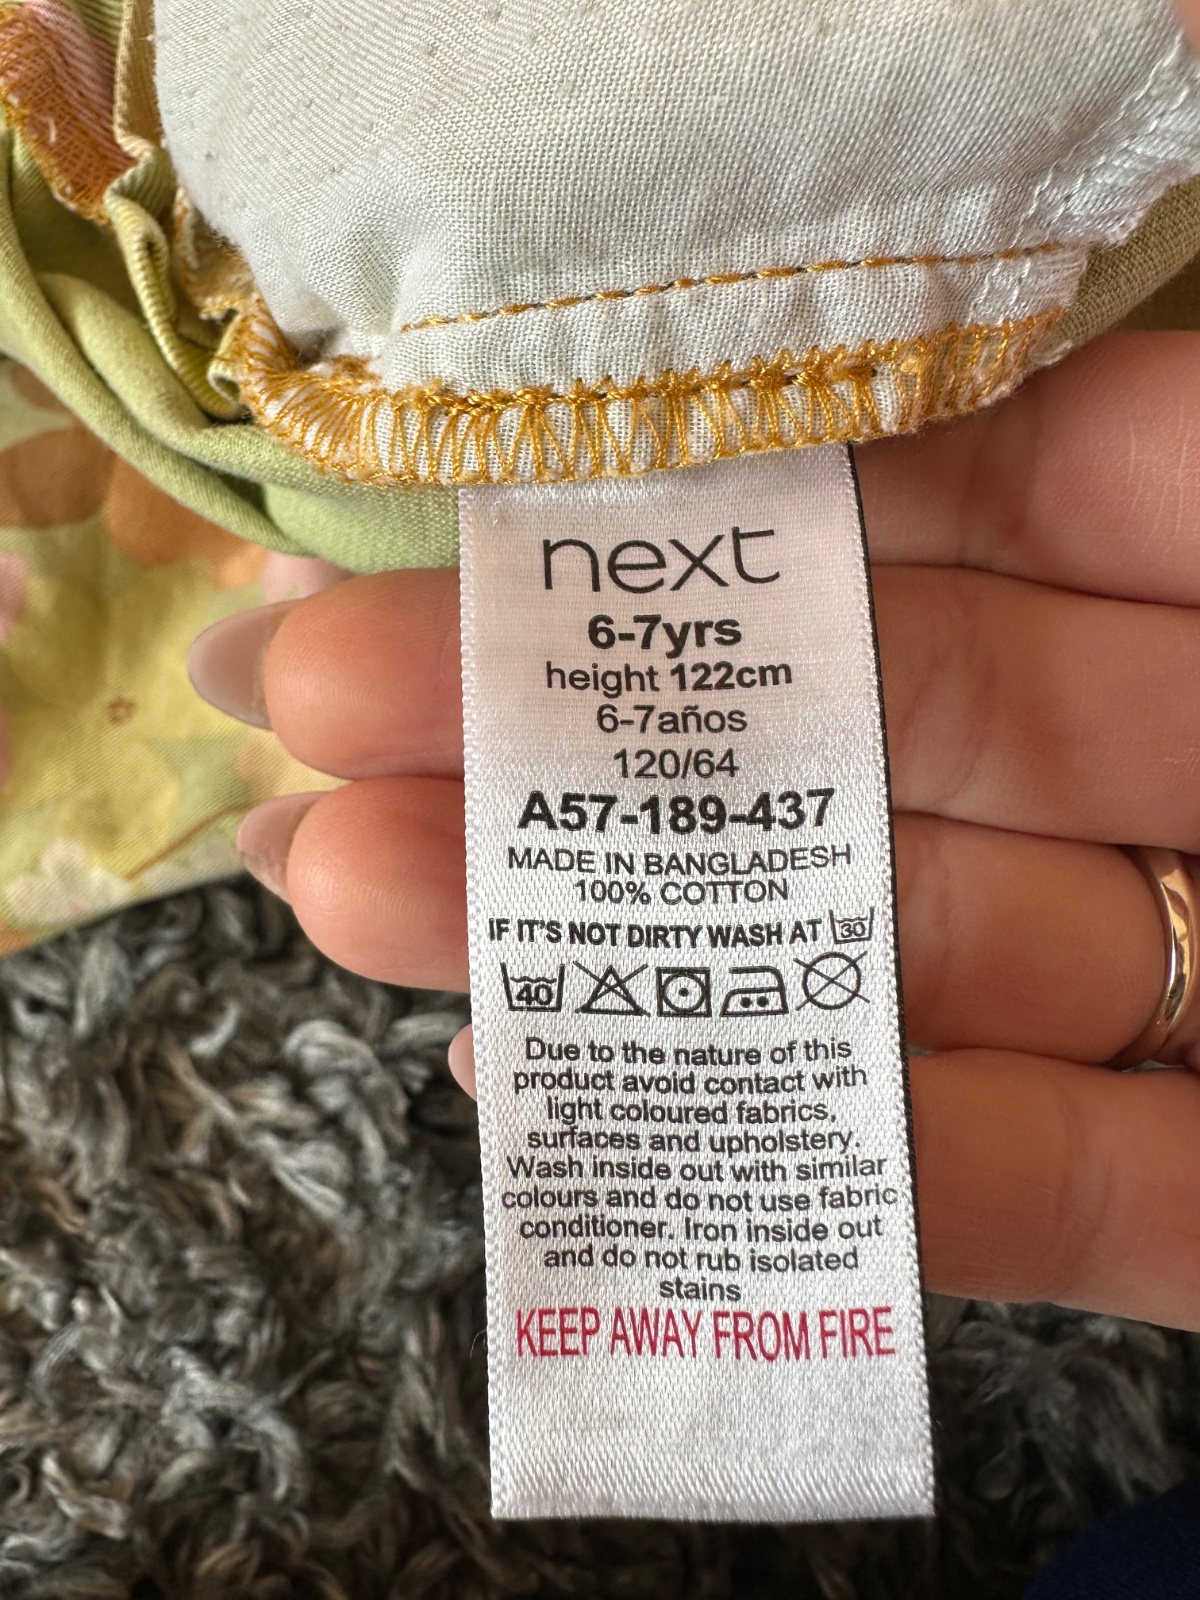 next
6-7yrs
height 122cm
6-7años
120/64
A57-189-437
MADE IN BANGLADESH
100% COTTON
IF IT'S NOT DIRTY WASH AT 30
40
Due to the nature of this
product avoid contact with
light coloured fabrics,
surfaces and upholstery.
Wash inside out with similar
colours and do not use fabric
conditioner. Iron inside out
and do not rub isolated
stains
KEEP AWAY FROM FIRE